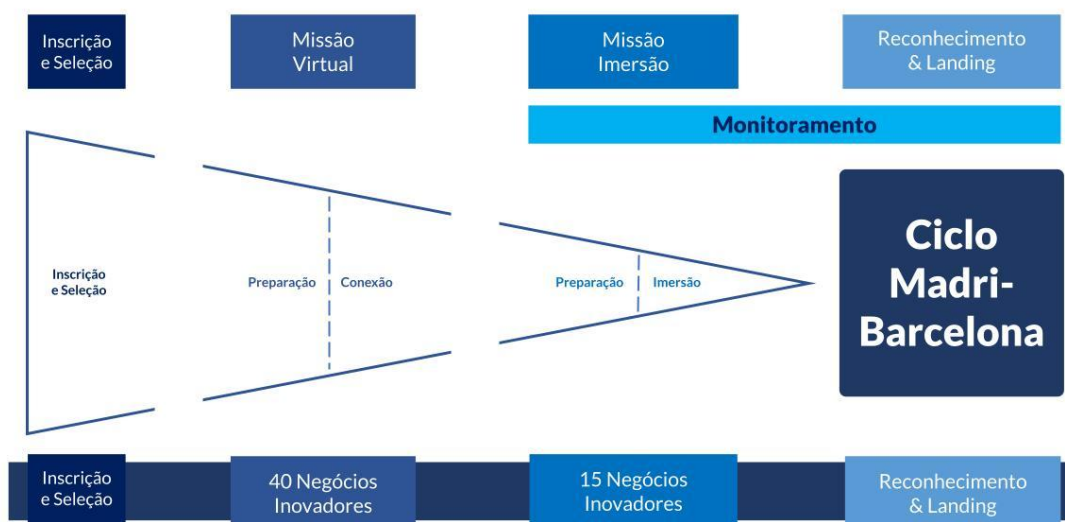 Inscrição
e Seleção
Missão
Virtual
Missão
Imersão
Reconhecimento
& Landing
Monitoramento
Inscrição
e Seleção
Preparação
Conexão
Preparação
Imersão
Ciclo
Madri-
Barcelona
Inscrição
e Seleção
40 Negócios
Inovadores
15 Negócios
Inovadores
Reconhecimento
& Landing